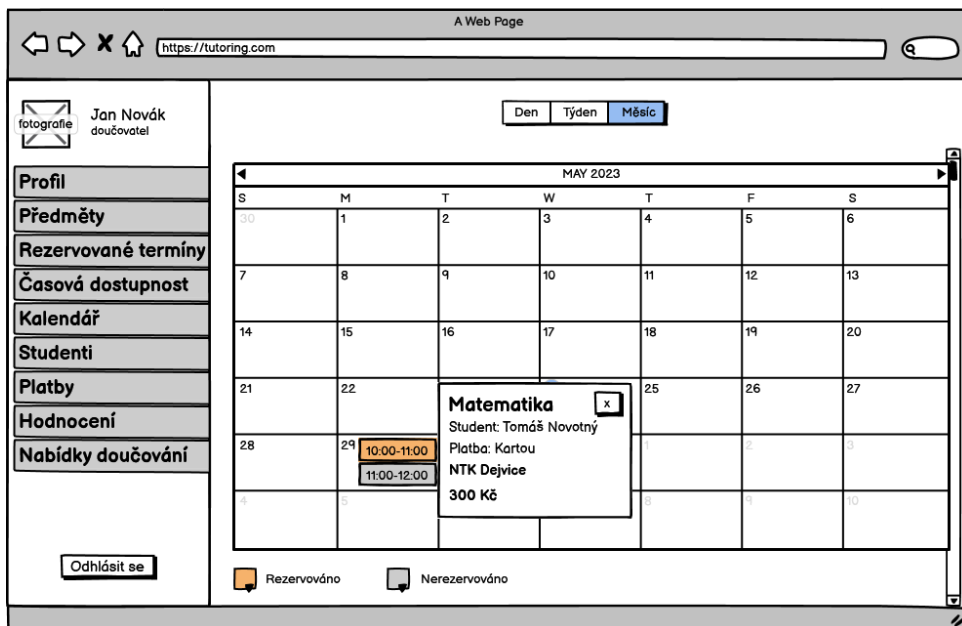 A Web Page
https://tutoring.com
fotografie
Jan Novák
doučovatel
Profil
Předměty
Rezervované termíny
Časová dostupnost
Kalendář
Studenti
Platby
Hodnocení
Nabídky doučování
Odhlásit se
Den Týden Měsíc
MAY 2023
S M T W T F S
30 1 2 3 4 5 6
7 8 9 10 11 12 13
14 15 16 17 18 19 20
21 22 25 26 27
28 29 1 2 3
10:00-11:00
11:00-12:00
4 5 8 9 10
Matematika x
Student: Tomáš Novotný
Platba: Kartou
NTK Dejvice
300 Kč
Rezervováno Nerezervováno